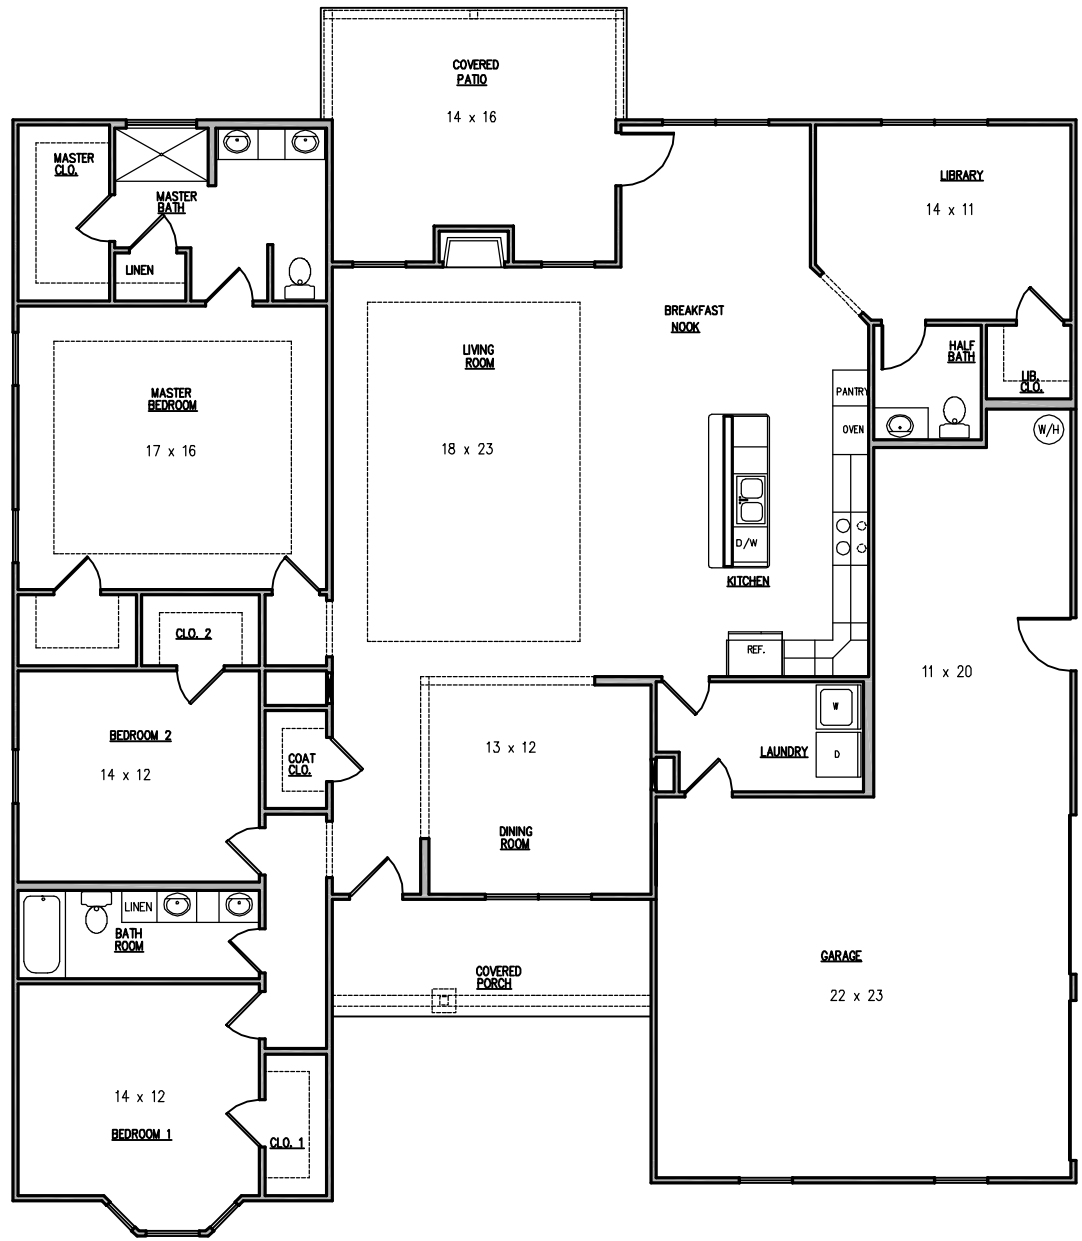 COVERED
PATIO
14 x 16
MASTER
CLO.
MASTER
BATH
LINEN
LIBRARY
14 x 11
BREAKFAST
NOOK
LIVING
ROOM
18 x 23
HALF
BATH
LIB.
CLO.
MASTER
BEDROOM
17 x 16
PANTRY
OVEN
W/H
D/W
KITCHEN
REF.
CLO. 2
11 x 20
BEDROOM 2
14 x 12
COAT
CLO.
13 x 12
DINING
ROOM
LAUNDRY
W
D
LINEN
BATH
ROOM
COVERED
PORCH
GARAGE
22 x 23
14 x 12
BEDROOM 1
CLO. 1